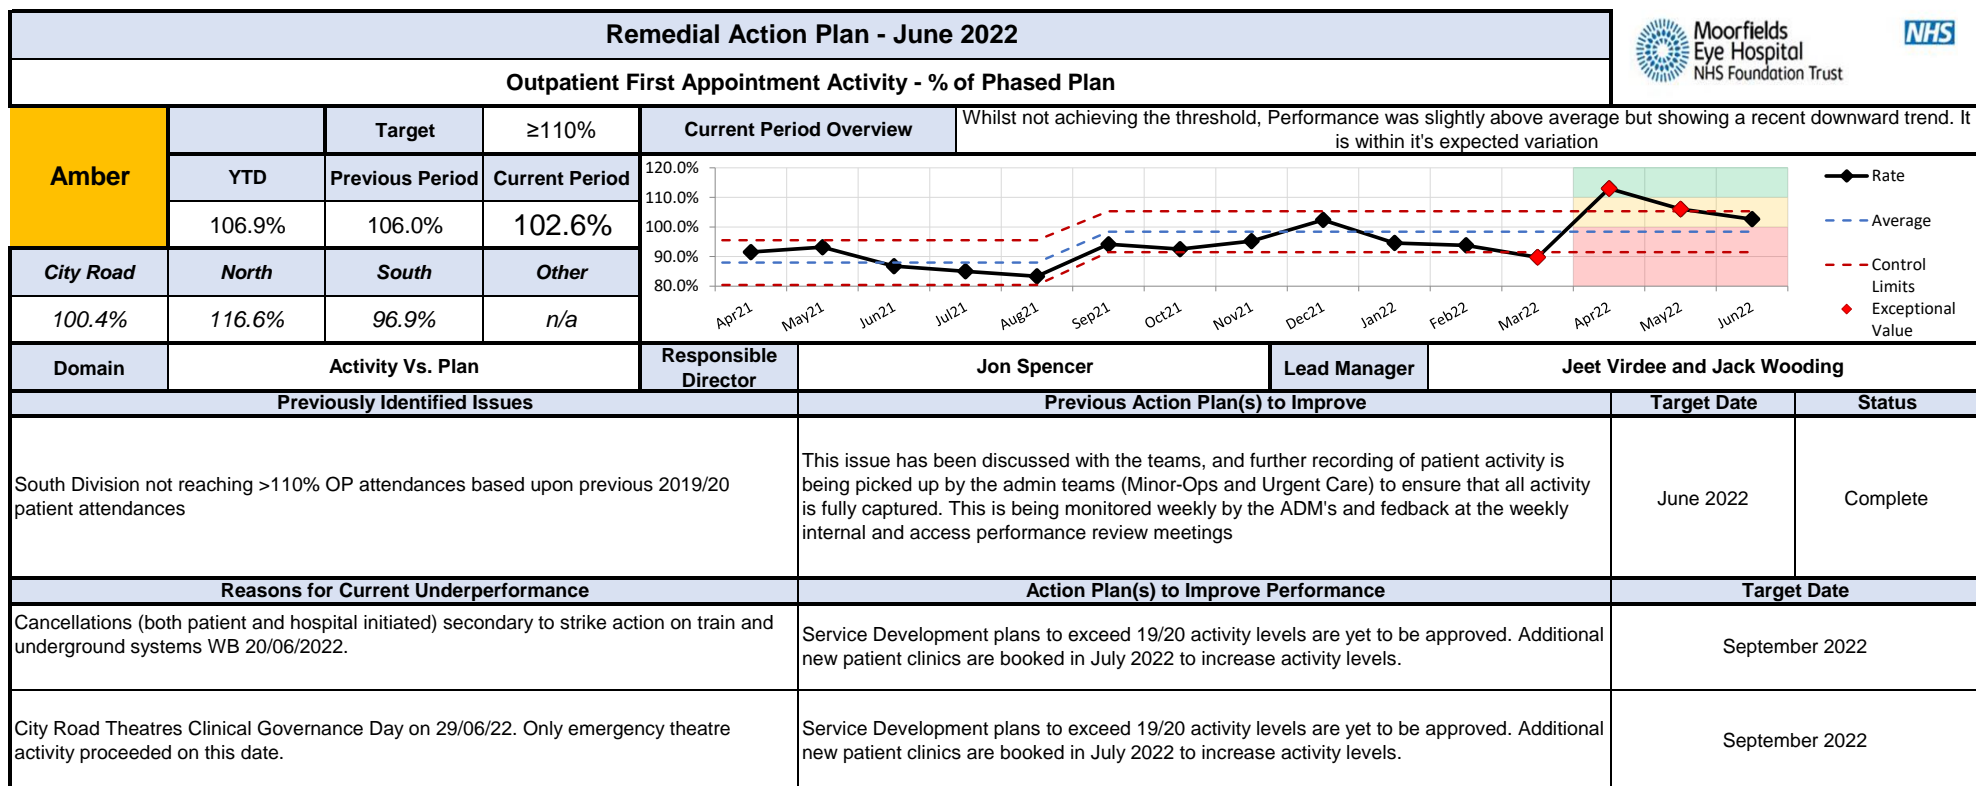 Remedial Action Plan - June 2022
Moorfields
Eye Hospital
NHS Foundation Trust
NHS
Outpatient First Appointment Activity - % of Phased Plan
Amber
Target
≥110%
YTD
Previous Period
Current Period
106.9%
106.0%
102.6%
City Road
North
South
Other
100.4%
116.6%
96.9%
n/a
Current Period Overview
Whilst not achieving the threshold, Performance was slightly above average but showing a recent downward trend. It
is within it's expected variation
120.0%
110.0%
100.0%
90.0%
80.0%
Apr21
May21
Jun21
Jul21
Aug21
Sep21
Oct21
Nov21
Dec21
Jan22
Feb22
Mar22
Apr22
May22
Jun22
Rate
Average
Control
Limits
Exceptional
Value
Domain
Activity Vs. Plan
Responsible
Director
Jon Spencer
Lead Manager
Jeet Virdee and Jack Wooding
Previously Identified Issues
Previous Action Plan(s) to Improve
Target Date
Status
South Division not reaching >110% OP attendances based upon previous 2019/20
patient attendances
This issue has been discussed with the teams, and further recording of patient activity is
being picked up by the admin teams (Minor-Ops and Urgent Care) to ensure that all activity
is fully captured. This is being monitored weekly by the ADM's and fedback at the weekly
internal and access performance review meetings
June 2022
Complete
Reasons for Current Underperformance
Action Plan(s) to Improve Performance
Target Date
Cancellations (both patient and hospital initiated) secondary to strike action on train and
underground systems WB 20/06/2022.
Service Development plans to exceed 19/20 activity levels are yet to be approved. Additional
new patient clinics are booked in July 2022 to increase activity levels.
September 2022
City Road Theatres Clinical Governance Day on 29/06/22. Only emergency theatre
activity proceeded on this date.
Service Development plans to exceed 19/20 activity levels are yet to be approved. Additional
new patient clinics are booked in July 2022 to increase activity levels.
September 2022